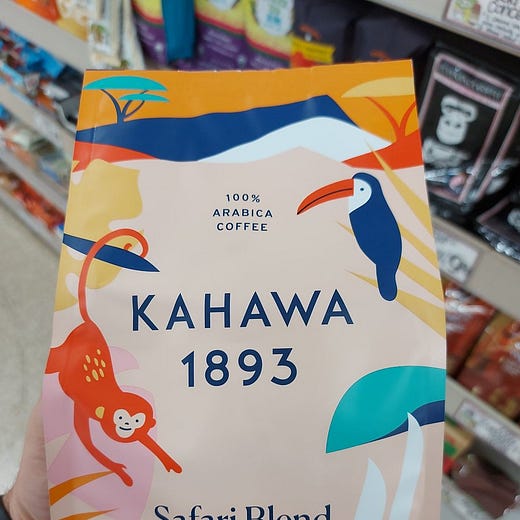 100%
ARABICA
COFFEE
KAHAWA
1893
Safari Blend